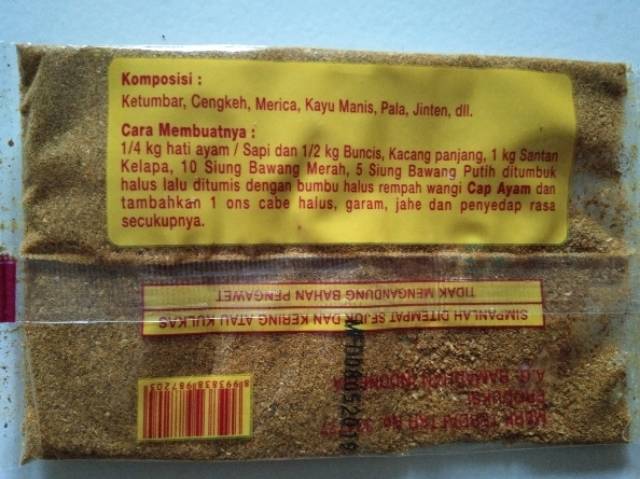 Komposisi :
Ketumbar, Cengkeh, Merica, Kayu Manis, Pala, Jinten, dll.
Cara Membuatnya :
1/4 kg hati ayam / Sapi dan 1/2 kg Buncis, Kacang panjang, 1 kg Santan
Kelapa, 10 Siung Bawang Merah, 5 Siung Bawang Putih ditumbuk
halus lalu ditumis dengan bumbu halus rempah wangi Cap Ayam dan
tambahkan 1 ons cabe halus, garam, jahe dan penyedap rasa
secukupnya.
TIDAK MENGANDUNG BAHAN PENGAWET
SIMPANLAH DITEMPAT SEJUK DAN KERING ATAU KULKAS
PRODUKSI
INDONESIA